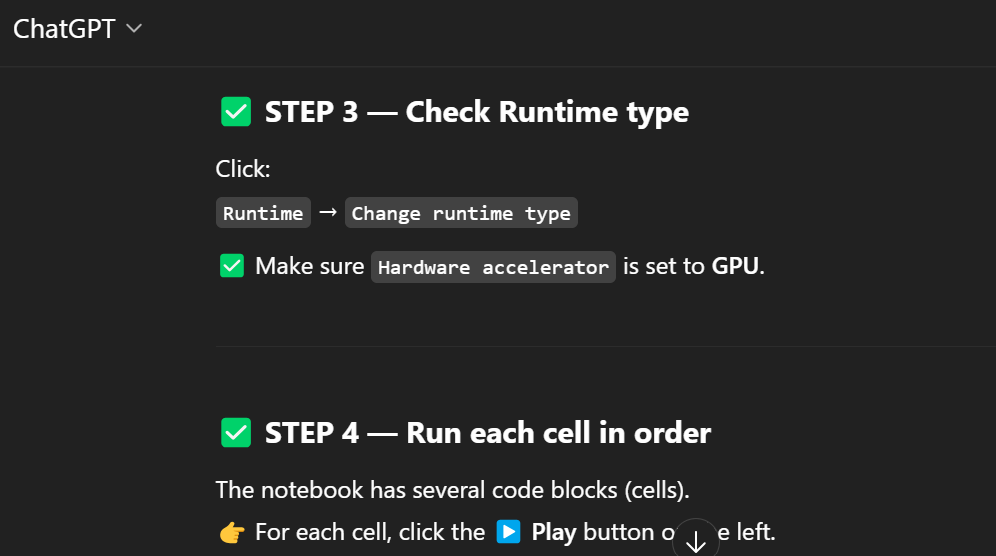 ChatGPT
✅ STEP 3 — Check Runtime type
Click:
Runtime → Change runtime type
✅ Make sure Hardware accelerator is set to GPU.
✅ STEP 4 — Run each cell in order
The notebook has several code blocks (cells).
👉 For each cell, click the ▶️ Play button left.